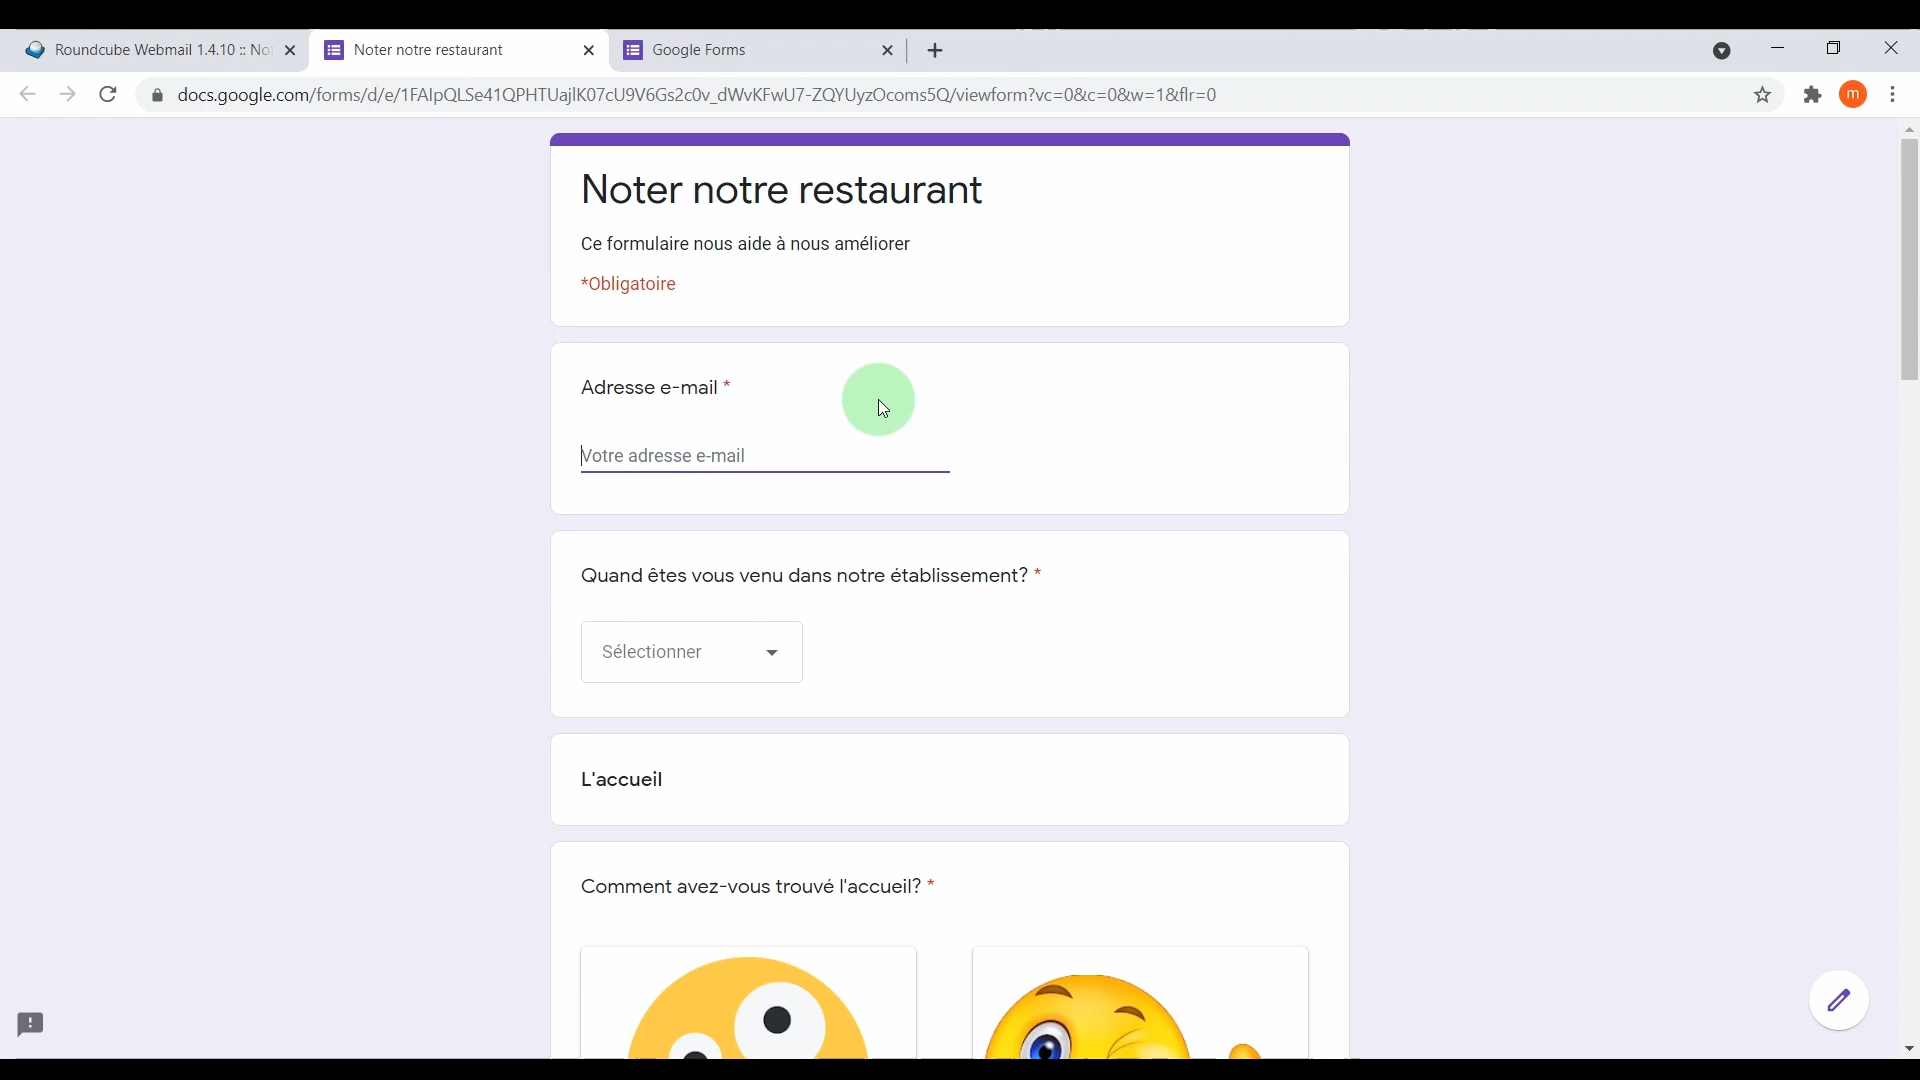 Roundcube Webmail 1.4.10 :: Not
Noter notre restaurant
Google Forms
docs.google.com/forms/d/e/1FAIpQLSe41QPHTUajlK07cU9V6Gs2c0v_dWvKFwU7-ZQYUyzOcoms5Q/viewform?vc=0&c=0&w=1&flr=0
m
Noter notre restaurant
Ce formulaire nous aide à nous améliorer
*Obligatoire
Adresse e-mail *
Votre adresse e-mail
Quand êtes vous venu dans notre établissement? *
Sélectionner
L'accueil
Comment avez-vous trouvé l'accueil? *